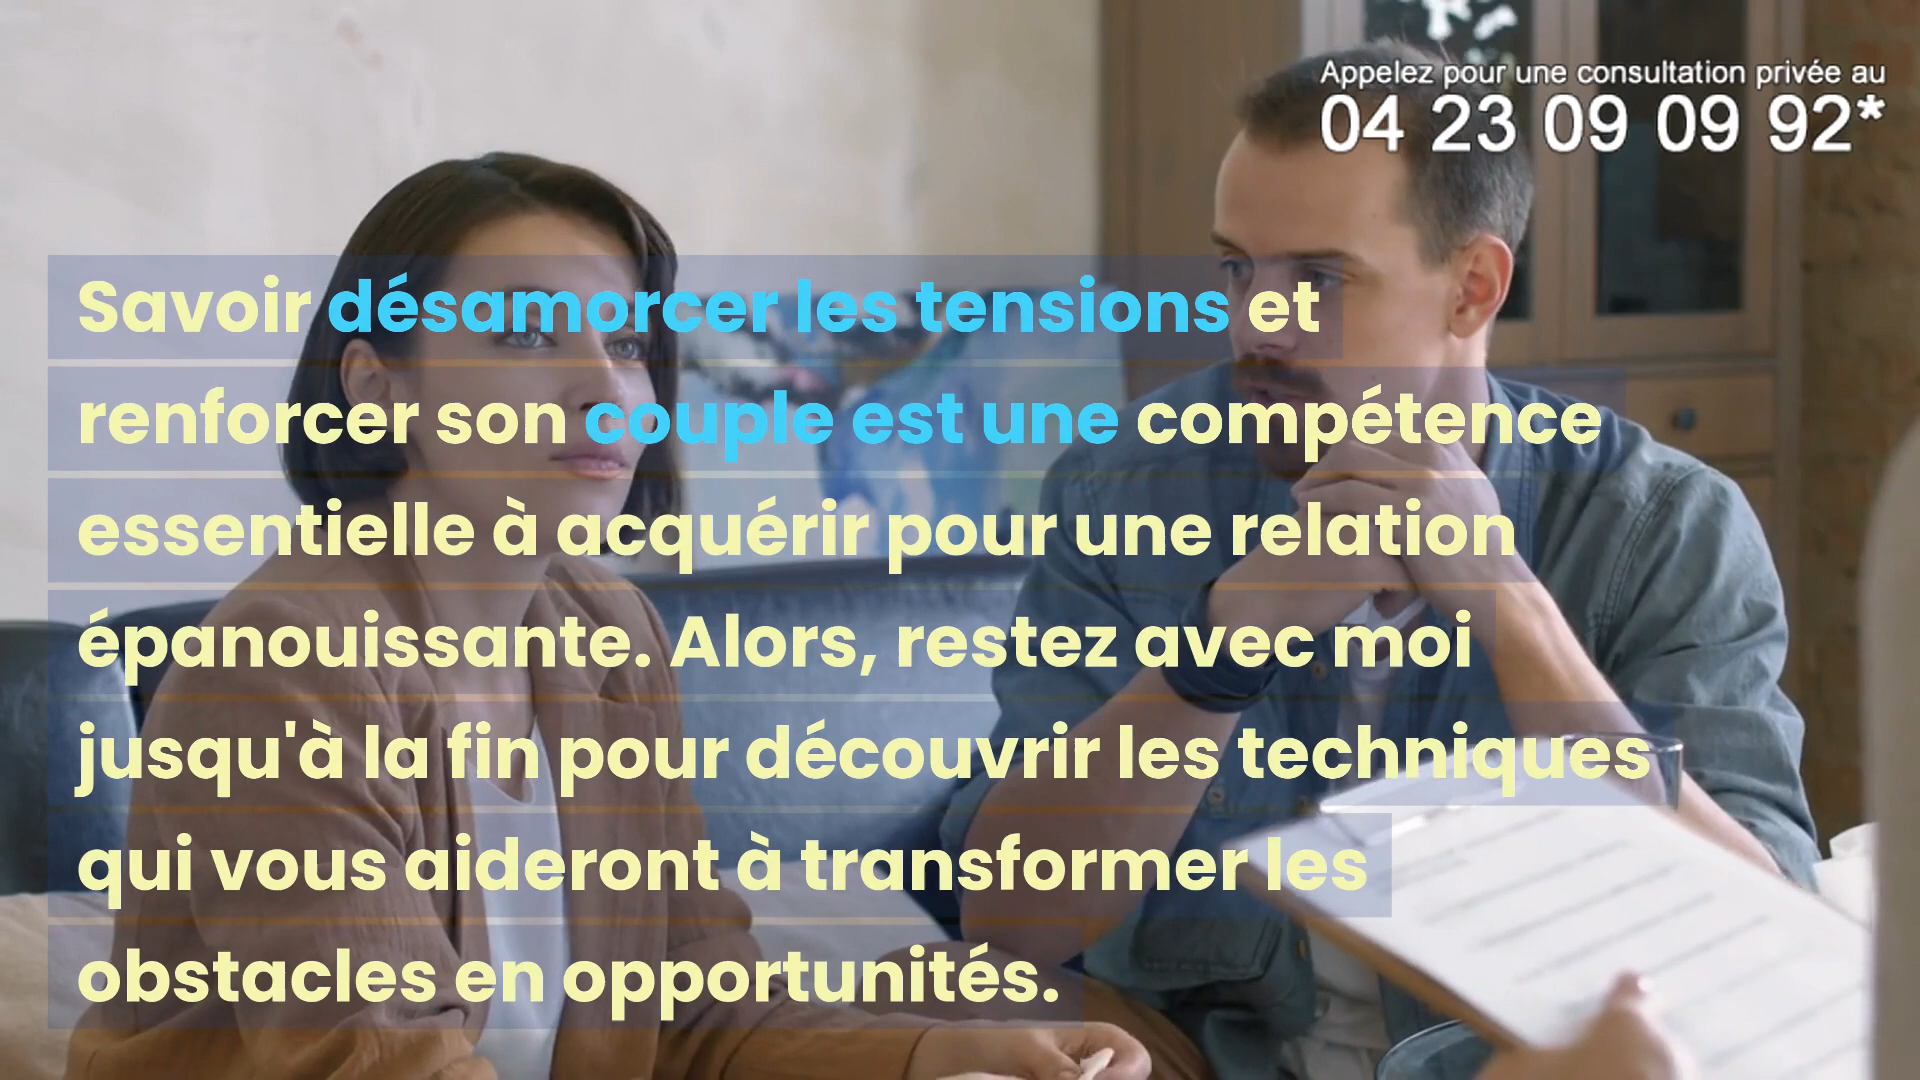 Appelez pour une consultation privée au
04 23 09 09 92*
Savoir désamorcer les tensions et
renforcer son couple est une compétence
essentielle à acquérir pour une relation
épanouissante. Alors, restez avec moi
jusqu'à la fin pour découvrir les techniques
qui vous aideront à transformer les
obstacles en opportunités.